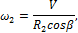 ω₂ = V / (R₂cosβ'),